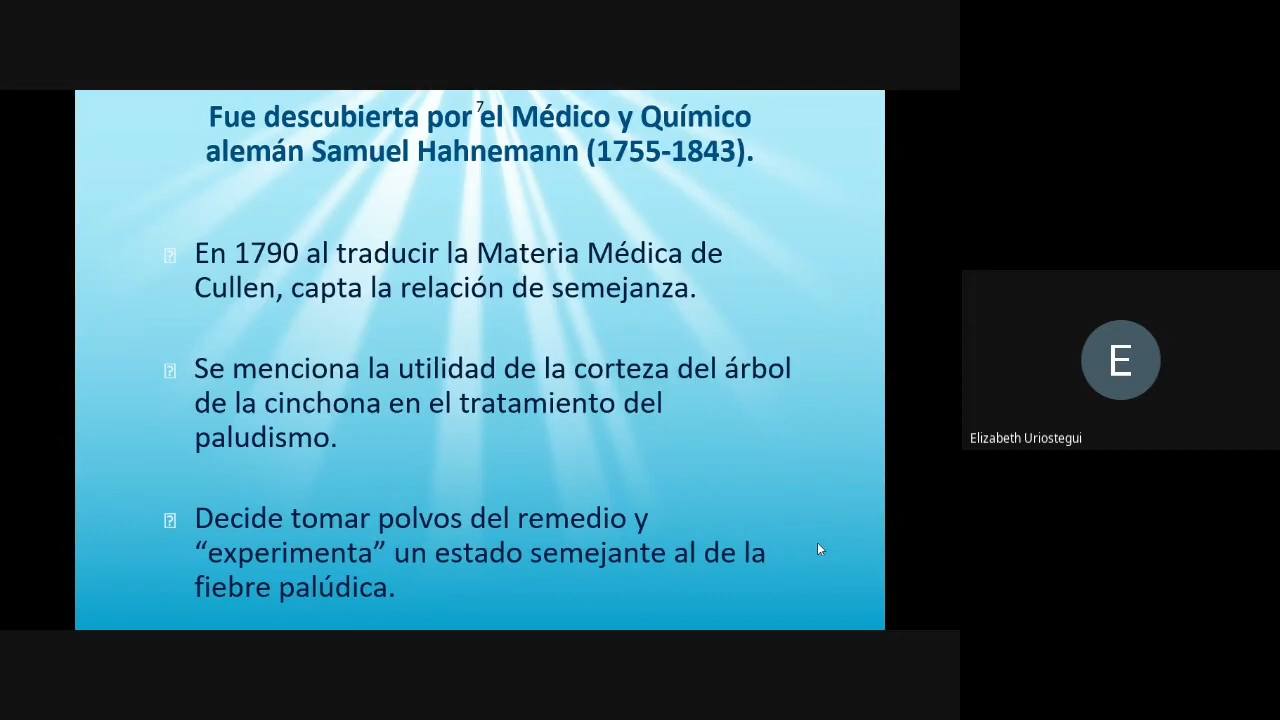 7
Fue descubierta por el Médico y Químico
alemán Samuel Hahnemann (1755-1843).
En 1790 al traducir la Materia Médica de
Cullen, capta la relación de semejanza.
Se menciona la utilidad de la corteza del árbol
de la cinchona en el tratamiento del
paludismo.
Decide tomar polvos del remedio y
“experimenta” un estado semejante al de la
fiebre palúdica.
E
Elizabeth Uriostegui